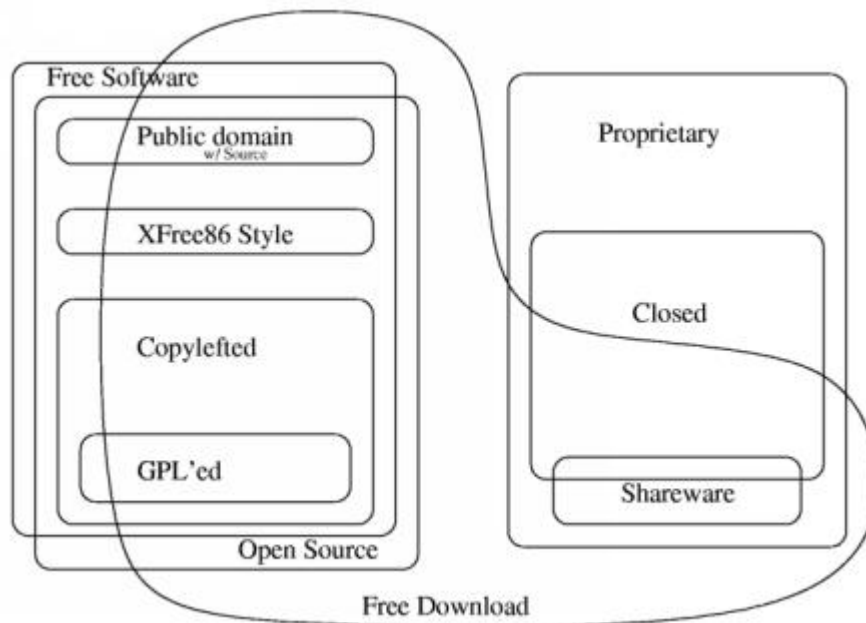 Free Software
Public domain
w/ Source
XFree86 Style
Copylefted
GPL'ed
Open Source
Proprietary
Closed
Shareware
Free Download